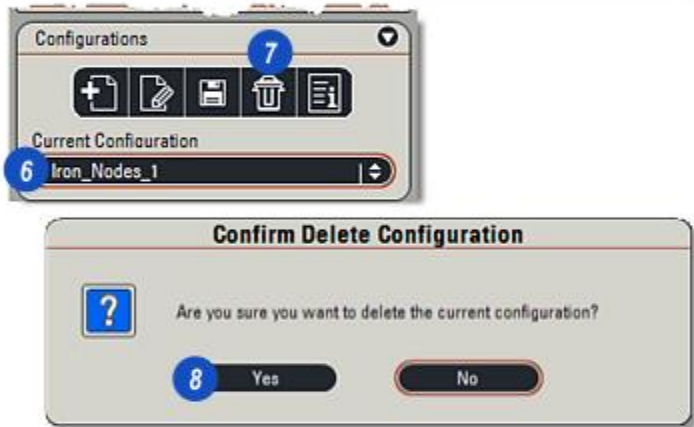 Configurations
7
Current Configuration
6 Iron_Nodes_1
Confirm Delete Configuration
? Are you sure you want to delete the current configuration?
8 Yes No